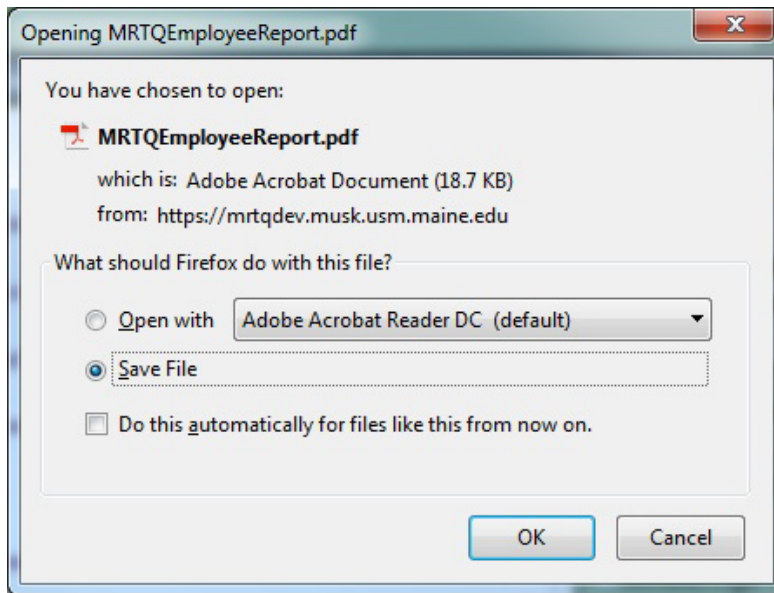 Opening MRTQEmployeeReport.pdf
You have chosen to open:
MRTQEmployeeReport.pdf
which is: Adobe Acrobat Document (18.7 KB)
from: https://mrtqdev.musk.usm.maine.edu
What should Firefox do with this file?
Open with Adobe Acrobat Reader DC (default)
Save File
Do this automatically for files like this from now on.
OK Cancel